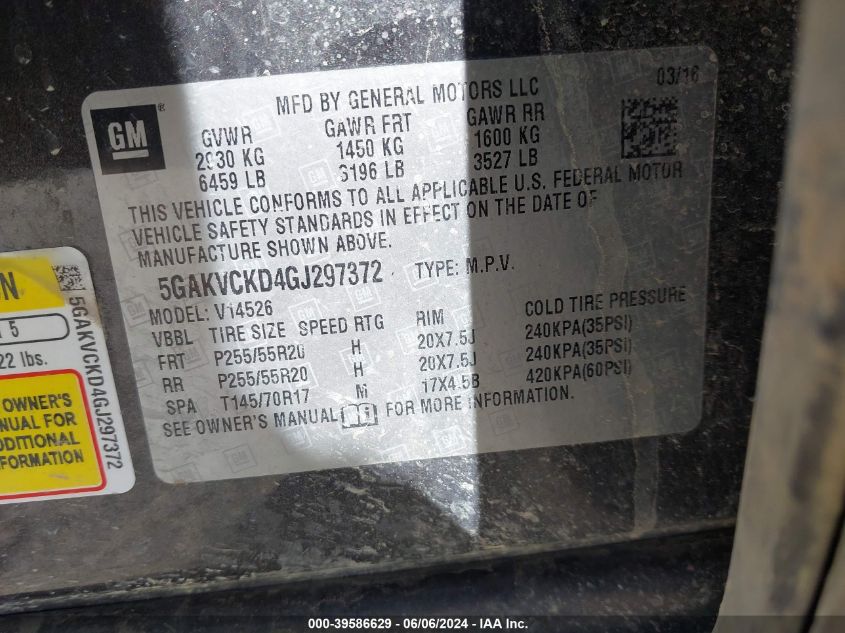 GM
®
MFD BY GENERAL MOTORS LLC
03/16
GVWR GAWR FRT GAWR RR
2930 KG 1450 KG 1600 KG
6459 LB 3196 LB 3527 LB
THIS VEHICLE CONFORMS TO ALL APPLICABLE U.S. FEDERAL MOTOR
VEHICLE SAFETY STANDARDS IN EFFECT ON THE DATE OF
MANUFACTURE SHOWN ABOVE.
5GAKVCKD4GJ297372 TYPE: M.P.V.
MODEL: V14526
VBBL TIRE SIZE SPEED RTG RIM COLD TIRE PRESSURE
FRT P255/55R20 H 20X7.5J 240KPA(35PSI)
RR P255/55R20 H 20X7.5J 240KPA(35PSI)
SPA T145/70R17 M 17X4.5B 420KPA(60PSI)
SEE OWNER'S MANUAL FOR MORE INFORMATION.
N
5
22 lbs.
OWNER'S
NUAL FOR
DDITIONAL
FORMATION
5GAKVCKD4GJ297372
000-39586629 - 06/06/2024 - IAA Inc.